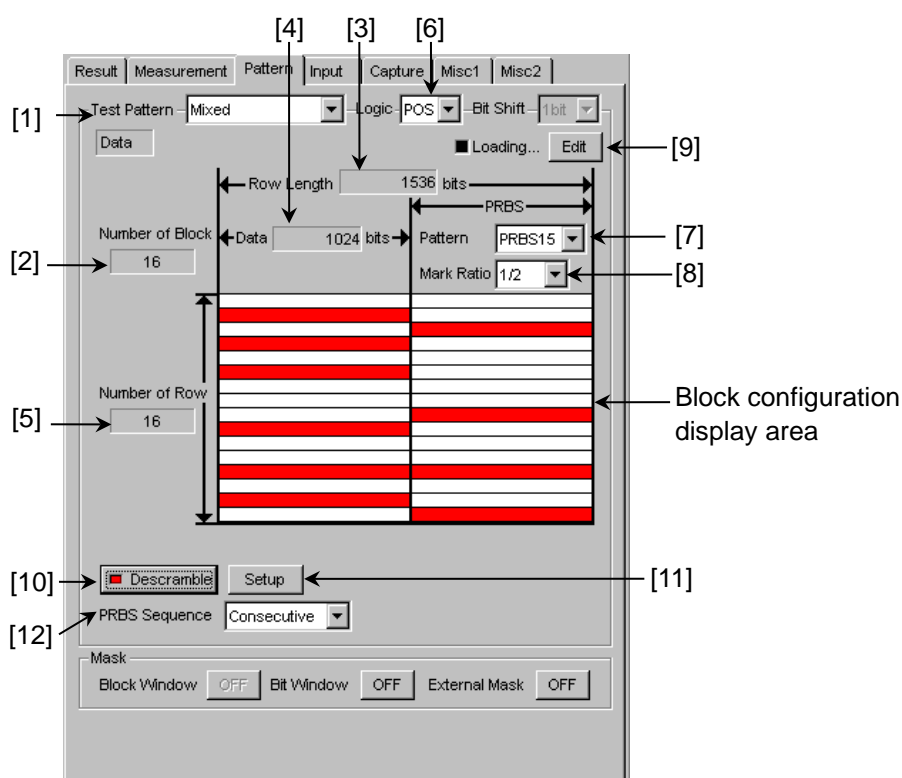 [4] [3] [6]
Result Measurement Pattern Input Capture Misc1 Misc2
[1] Test Pattern Mixed Logic POS Bit Shift 1bit
Data Loading... Edit [9]
Row Length 1536 bits
PRBS
Number of Block Data 1024 bits Pattern PRBS15 [7]
[2] 16 Mark Ratio 1/2 [8]
Number of Row Block configuration
[5] 16 display area
[10] Descramble Setup [11]
[12] PRBS Sequence Consecutive
Mask
Block Window OFF Bit Window OFF External Mask OFF